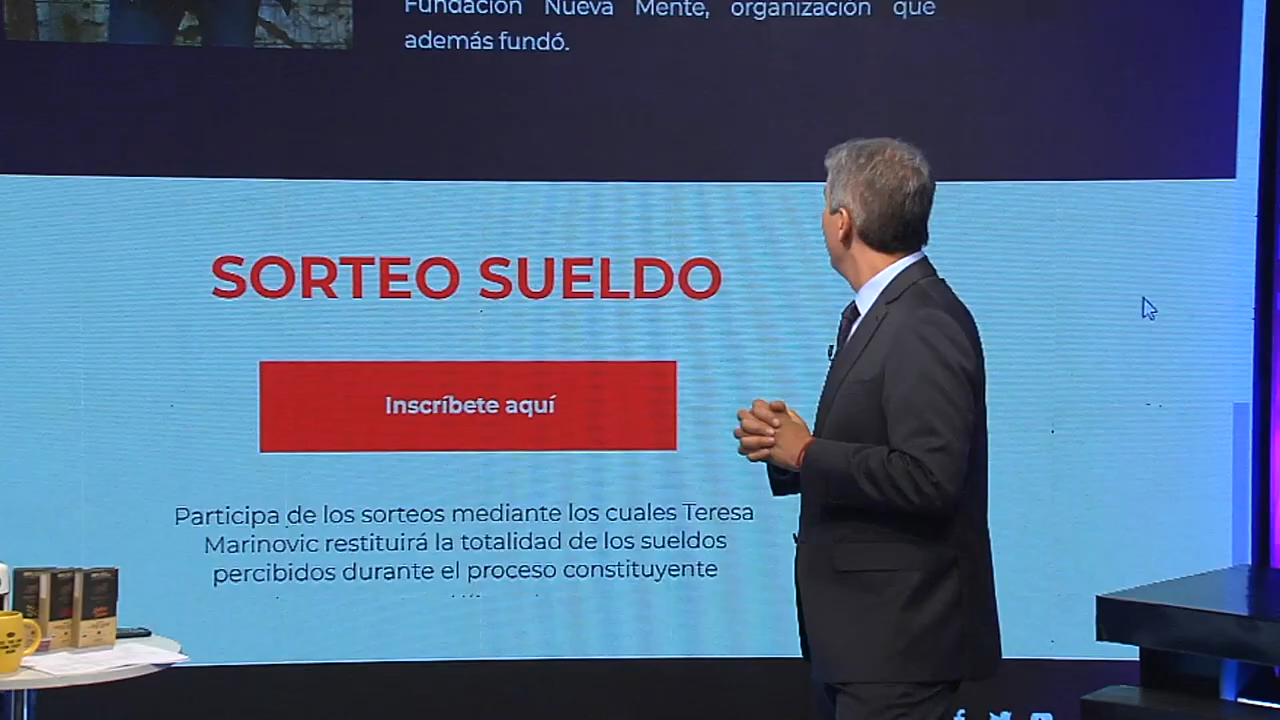 Fundación Nueva Mente, organización que
además fundó.
SORTEO SUELDO
Inscríbete aquí
Participa de los sorteos mediante los cuales Teresa
Marinovic restituirá la totalidad de los sueldos
percibidos durante el proceso constituyente